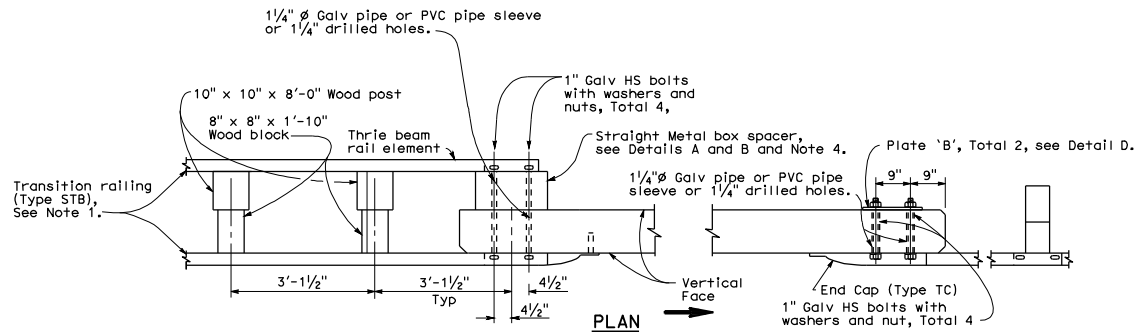 1¼" Ø Galv pipe or PVC pipe sleeve
or 1¼" drilled holes.
10" x 10" x 8'-0" Wood post
8" x 8" x 1'-10"
Wood block
Thrie beam
rail element
1" Galv HS bolts
with washers and
nuts, Total 4,
Straight Metal box spacer,
see Details A and B and Note 4.
Plate `B', Total 2, see Detail D.
1¼"Ø Galv pipe or PVC pipe
sleeve or 1¼" drilled holes.
9"
9"
Transition railing
(Type STB),
See Note 1.
3'-1½"
3'-1½"
Typ
4½"
4½"
Vertical
Face
End Cap (Type TC)
1" Galv HS bolts with
washers and nut, Total 4
PLAN